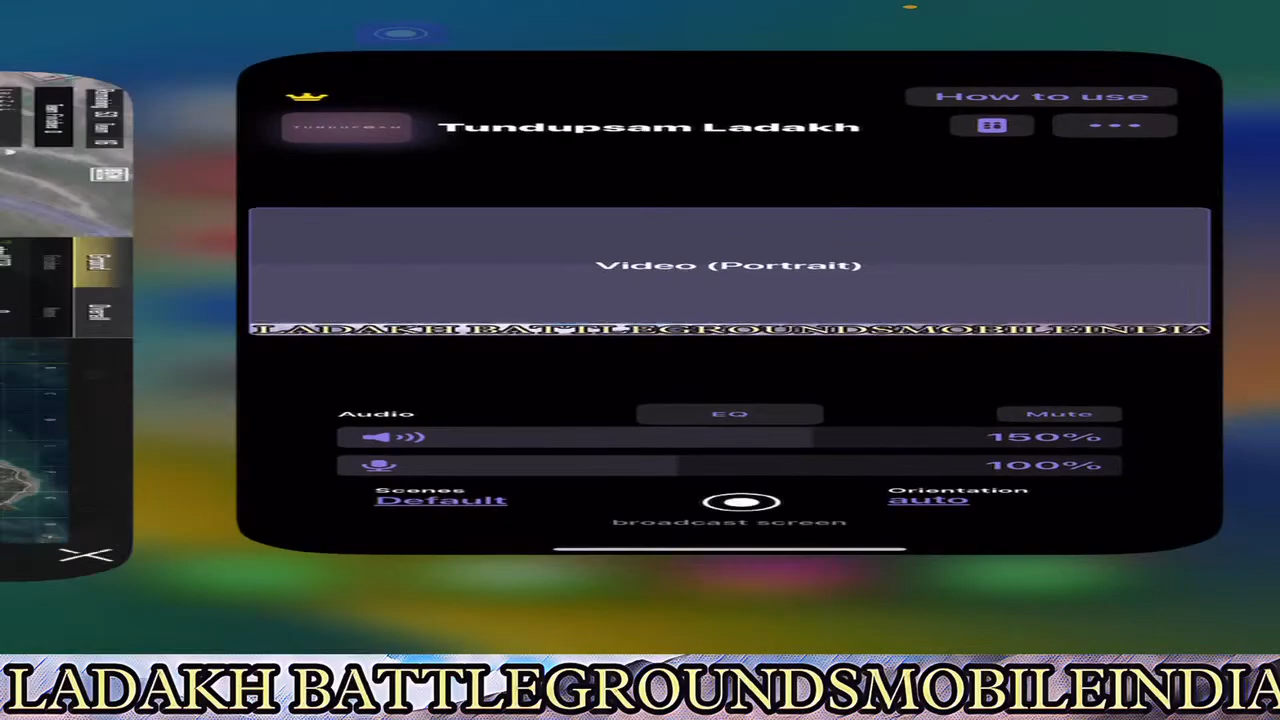 How to use
Tundupsam Ladakh
Video (Portrait)
LADAKH BATTLEGROUNDSMOBILEINDIA
Audio
EQ
Mute
150%
100%
Scenes
Default
Orientation
auto
broadcast screen
LADAKH BATTLEGROUNDSMOBILEINDIA